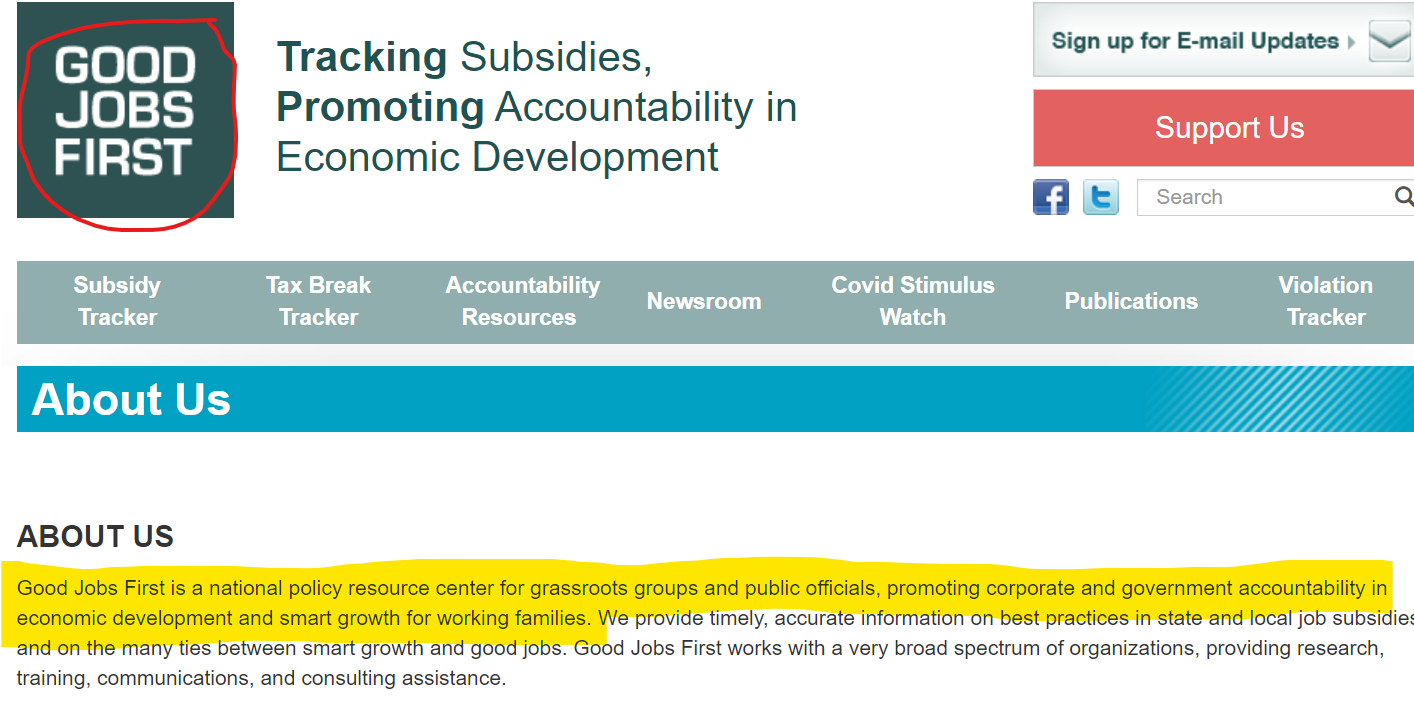 GOOD
JOBS
FIRST
Tracking Subsidies,
Promoting Accountability in
Economic Development
Sign up for E-mail Updates
Support Us
Search
Subsidy
Tracker
Tax Break
Tracker
Accountability
Resources
Newsroom
Covid Stimulus
Watch
Publications
Violation
Tracker
About Us
ABOUT US
Good Jobs First is a national policy resource center for grassroots groups and public officials, promoting corporate and government accountability in
economic development and smart growth for working families. We provide timely, accurate information on best practices in state and local job subsidies
and on the many ties between smart growth and good jobs. Good Jobs First works with a very broad spectrum of organizations, providing research,
training, communications, and consulting assistance.